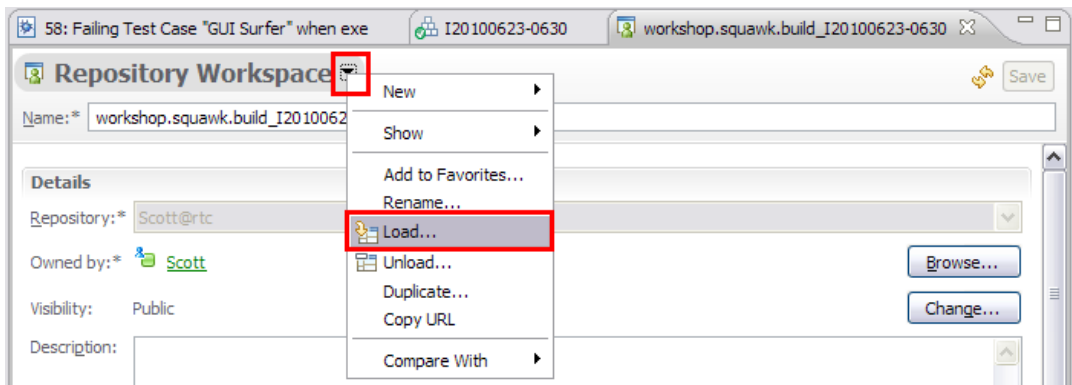 58: Failing Test Case "GUI Surfer" when exe
I20100623-0630
workshop.squawk.build_I20100623-0630
Repository Workspace
Save
New
Name:* workshop.squawk.build_I2010062
Show
Add to Favorites...
Details
Rename...
Repository:* Scott@rtc
Load...
Owned by:* Scott
Unload...
Browse...
Duplicate...
Visibility: Public
Change...
Copy URL
Description:
Compare With